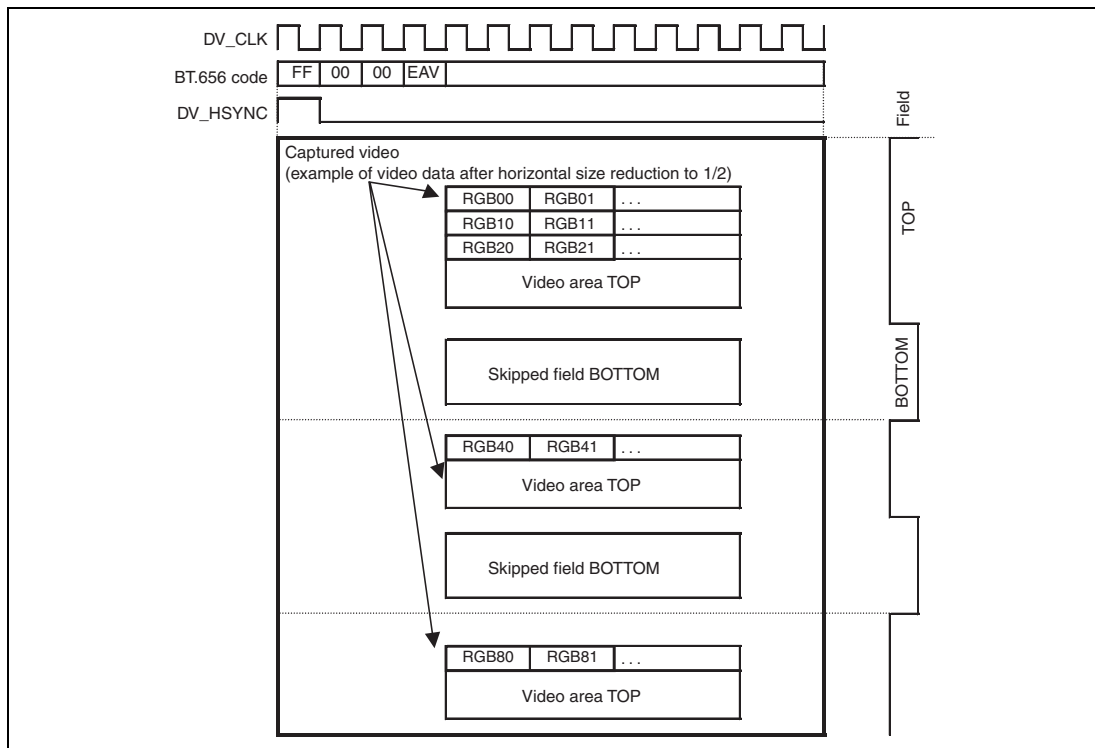 DV_CLK
BT.656 code FF 00 00 EAV
DV_HSYNC
Field
Captured video
(example of video data after horizontal size reduction to 1/2)
RGB00 RGB01 . . .
RGB10 RGB11 . . .
RGB20 RGB21 . . .
Video area TOP
TOP
Skipped field BOTTOM
BOTTOM
RGB40 RGB41 . . .
Video area TOP
Skipped field BOTTOM
RGB80 RGB81 . . .
Video area TOP